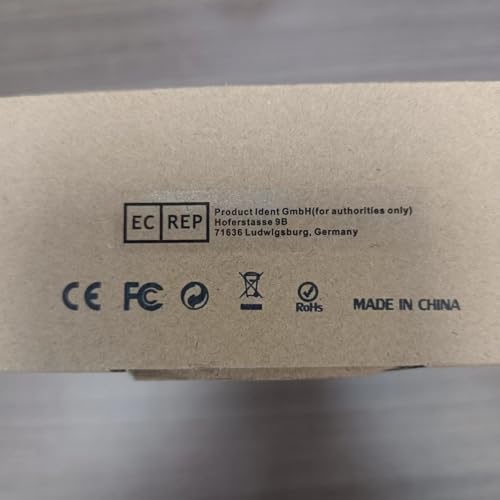 EC REP
Product Ident GmbH(for authorities only)
Hoferstasse 9B
71636 Ludwigsburg, Germany
CE FC RoHS MADE IN CHINA